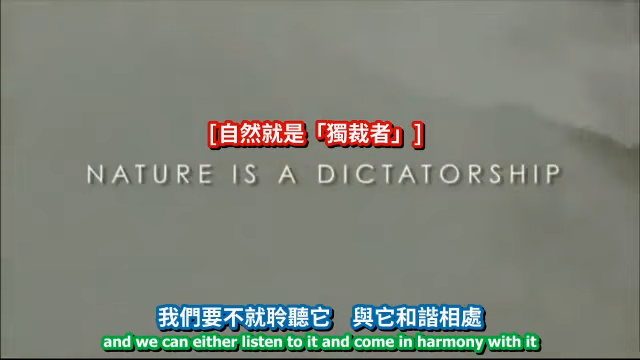 [自然就是「獨裁者」]
NATURE IS A DICTATORSHIP
我們要不就聆聽它　與它和諧相處
and we can either listen to it and come in harmony with it